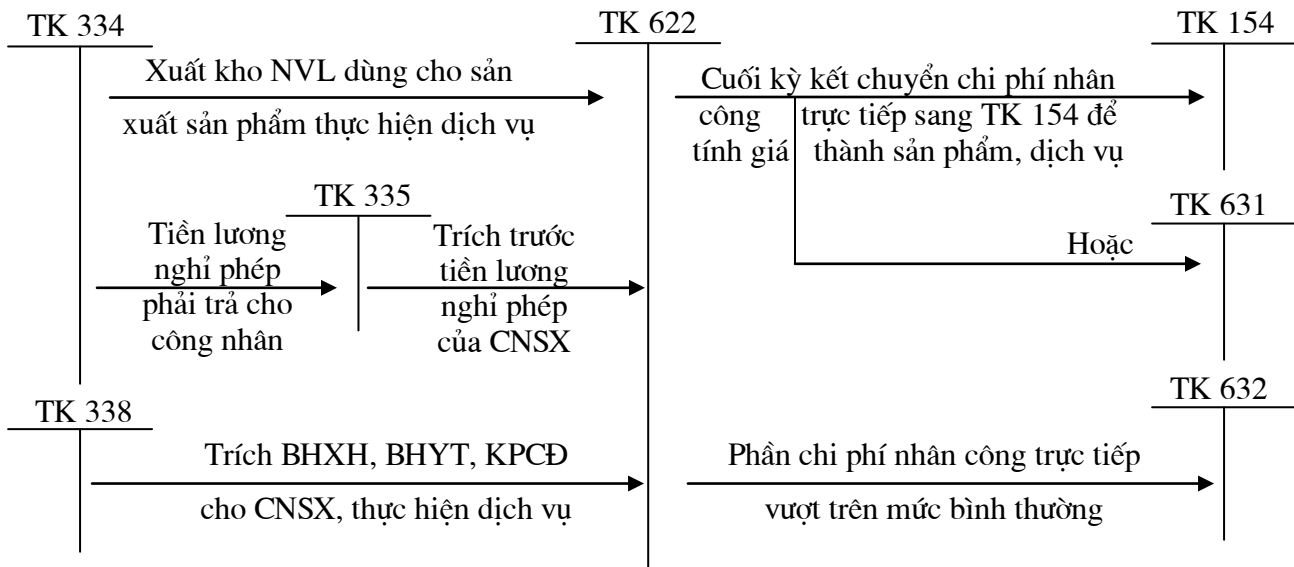 TK 334
TK 622
TK 154
Xuất kho NVL dùng cho sản
xuất sản phẩm thực hiện dịch vụ
Cuối kỳ kết chuyển chi phí nhân
công trực tiếp sang TK 154 để
tính giá thành sản phẩm, dịch vụ
TK 335
TK 631
Tiền lương
nghỉ phép
phải trả cho
công nhân
Trích trước
tiền lương
nghỉ phép
của CNSX
Hoặc
TK 338
TK 632
Trích BHXH, BHYT, KPCĐ
cho CNSX, thực hiện dịch vụ
Phần chi phí nhân công trực tiếp
vượt trên mức bình thường